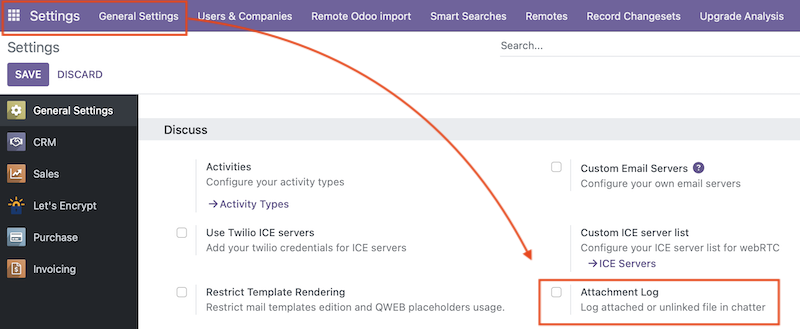 Settings General Settings Users & Companies Remote Odoo import Smart Searches Remotes Record Changesets Upgrade Analysis
Settings
Search...
SAVE DISCARD
General Settings
CRM
Sales
Let's Encrypt
Purchase
Invoicing
Discuss
Activities
Configure your activity types
→Activity Types
Custom Email Servers ?
Configure your own email servers
Use Twilio ICE servers
Add your twilio credentials for ICE servers
Custom ICE server list
Configure your ICE server list for webRTC
→ICE Servers
Restrict Template Rendering
Restrict mail templates edition and QWEB placeholders usage.
Attachment Log
Log attached or unlinked file in chatter